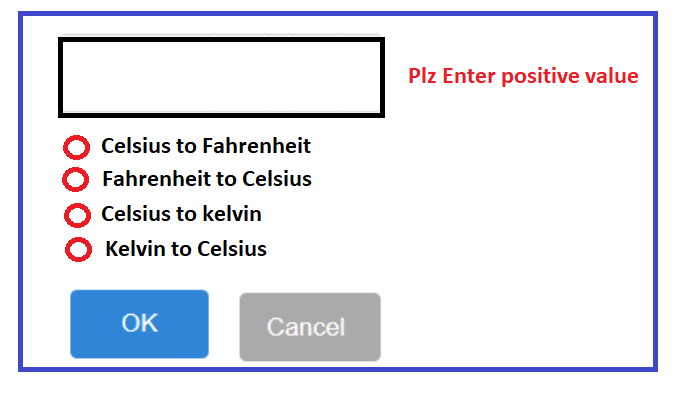 Plz Enter positive value
Celsius to Fahrenheit
Fahrenheit to Celsius
Celsius to kelvin
Kelvin to Celsius
OK
Cancel